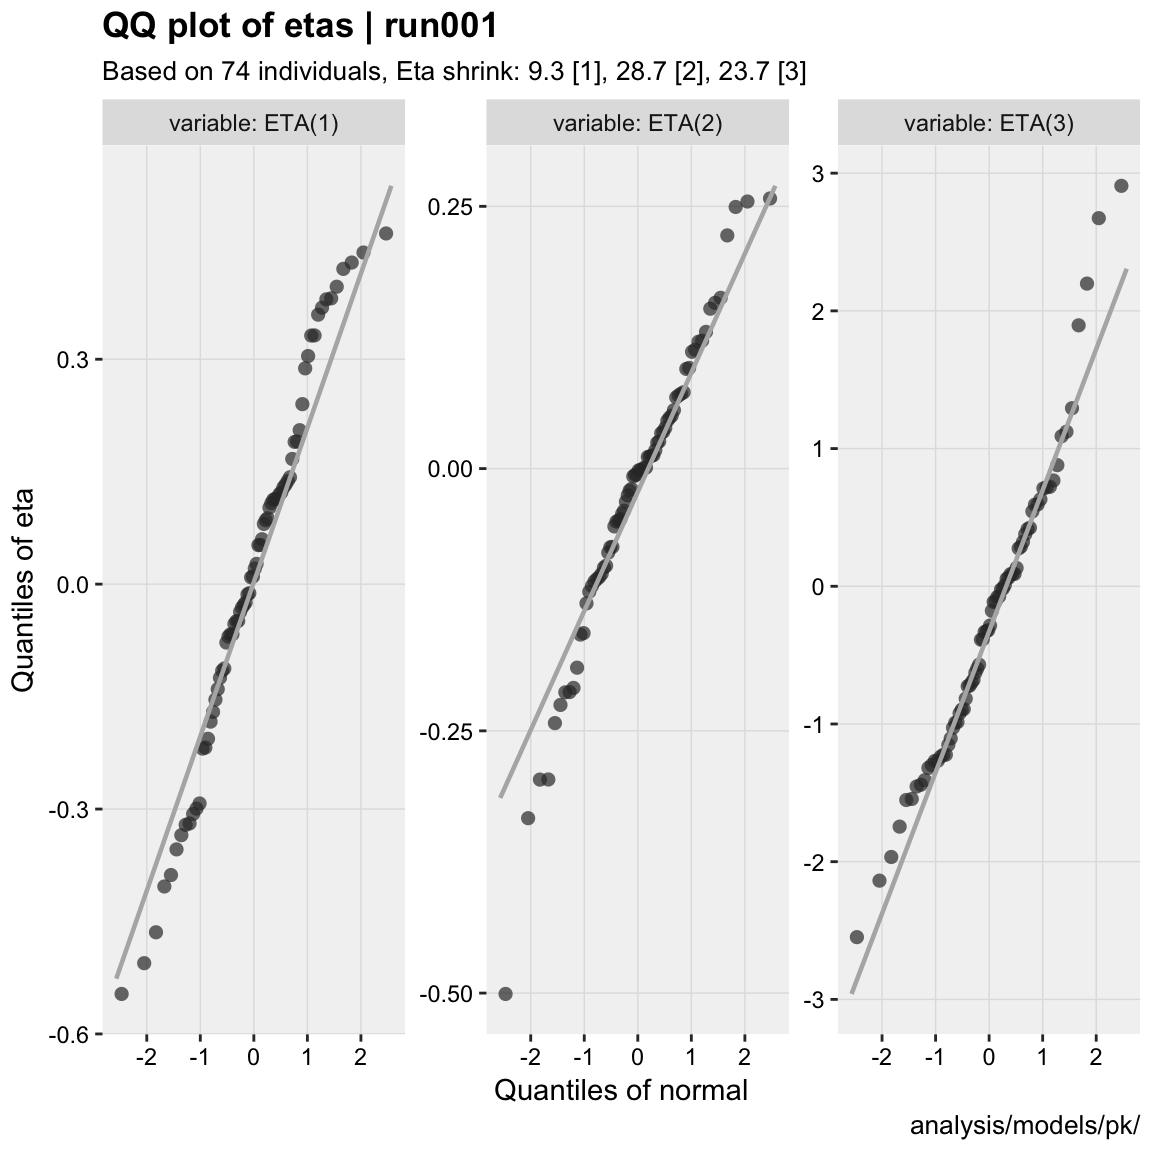 QQ plot of etas | run001
Based on 74 individuals, Eta shrink: 9.3 [1], 28.7 [2], 23.7 [3]
variable: ETA(1)
variable: ETA(2)
variable: ETA(3)
Quantiles of eta
0.3
0.0
-0.3
-0.6
0.25
0.00
-0.25
-0.50
3
2
1
0
-1
-2
-3
-2 -1 0 1 2
-2 -1 0 1 2
-2 -1 0 1 2
Quantiles of normal
analysis/models/pk/